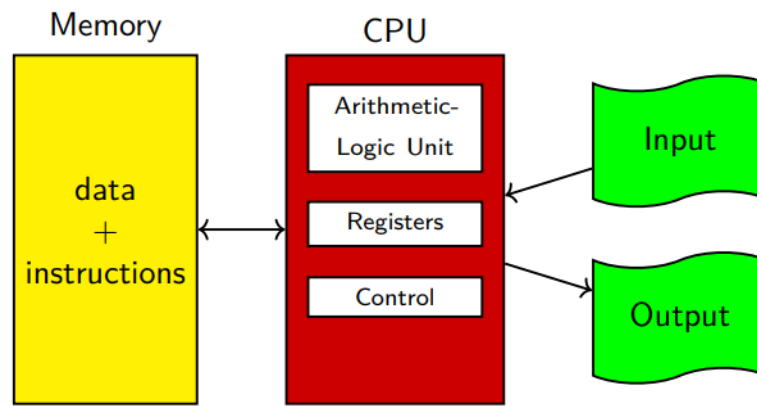 Memory
CPU
data
+
instructions
Arithmetic-
Logic Unit
Registers
Control
Input
Output